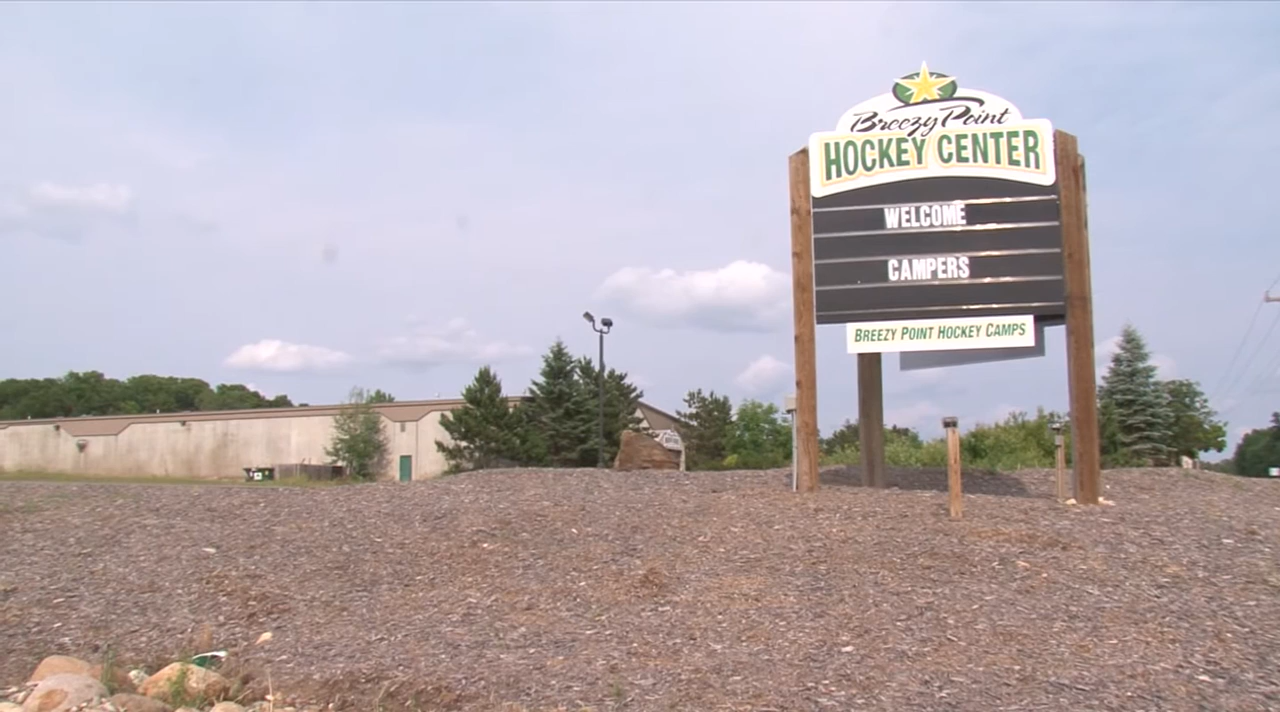 Breezy Point
HOCKEY CENTER
WELCOME
CAMPERS
BREEZY POINT HOCKEY CAMPS